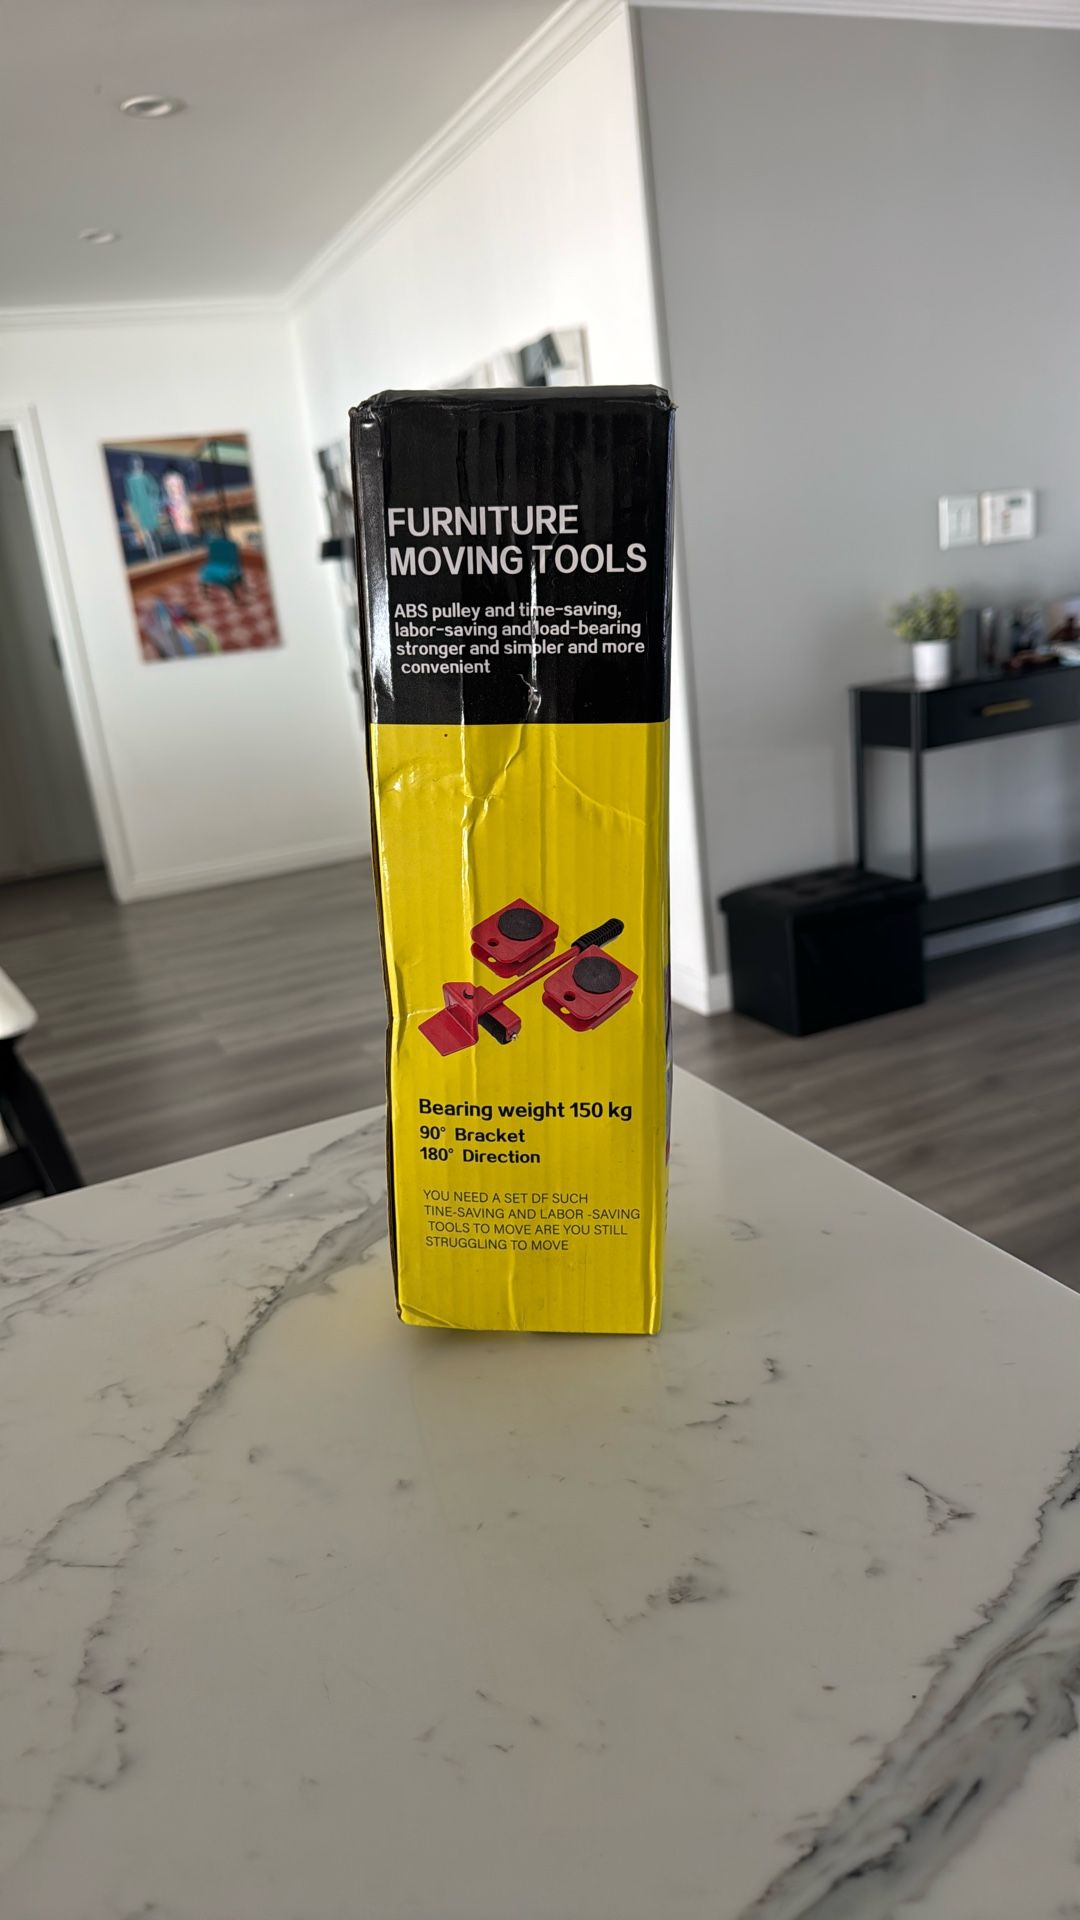 FURNITURE
MOVING TOOLS
ABS pulley and time-saving,
labor-saving and load-bearing
stronger and simpler and more
convenient
Bearing weight 150 kg
90° Bracket
180° Direction
YOU NEED A SET DF SUCH
TINE-SAVING AND LABOR -SAVING
TOOLS TO MOVE ARE YOU STILL
STRUGGLING TO MOVE